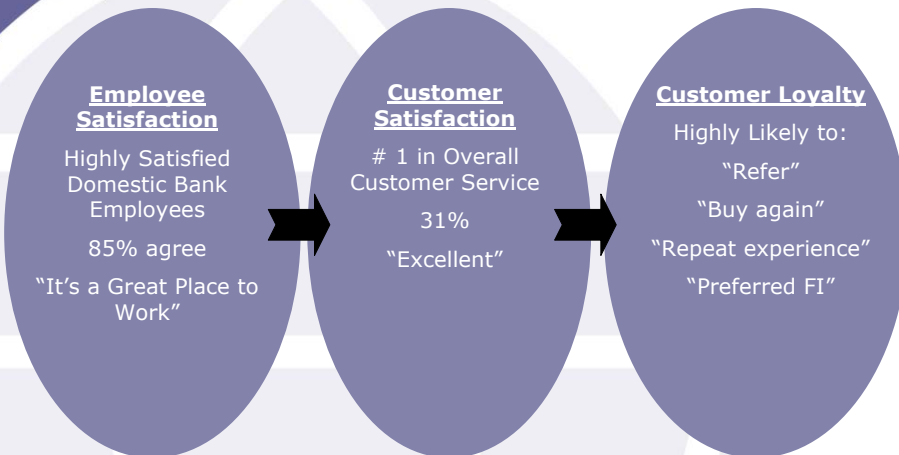 Employee
Satisfaction
Highly Satisfied
Domestic Bank
Employees
85% agree
“It’s a Great Place to
Work”
Customer
Satisfaction
# 1 in Overall
Customer Service
31%
“Excellent”
Customer Loyalty
Highly Likely to:
“Refer”
“Buy again”
“Repeat experience”
“Preferred FI”